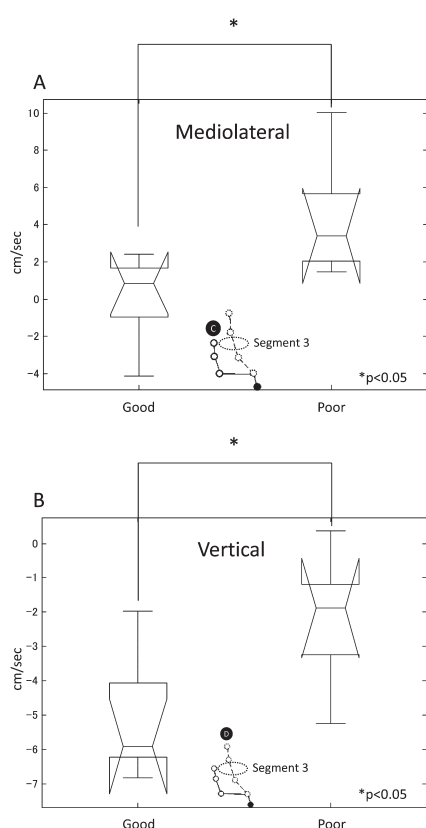 *
A
Mediolateral
10
8
6
4
2
0
−2
−4
cm/sec
C
Segment 3
*p<0.05
Good
Poor
*
B
Vertical
0
−1
−2
−3
−4
−5
−6
−7
cm/sec
D
Segment 3
*p<0.05
Good
Poor